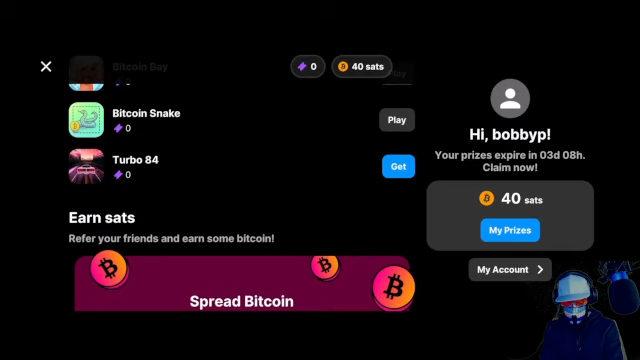 Bitcoin Bay
0
40 sats
Play
0
Bitcoin Snake
0
Play
Turbo 84
0
Get
Earn sats
Refer your friends and earn some bitcoin!
Spread Bitcoin
Hi, bobbyp!
Your prizes expire in 03d 08h.
Claim now!
40 sats
My Prizes
My Account